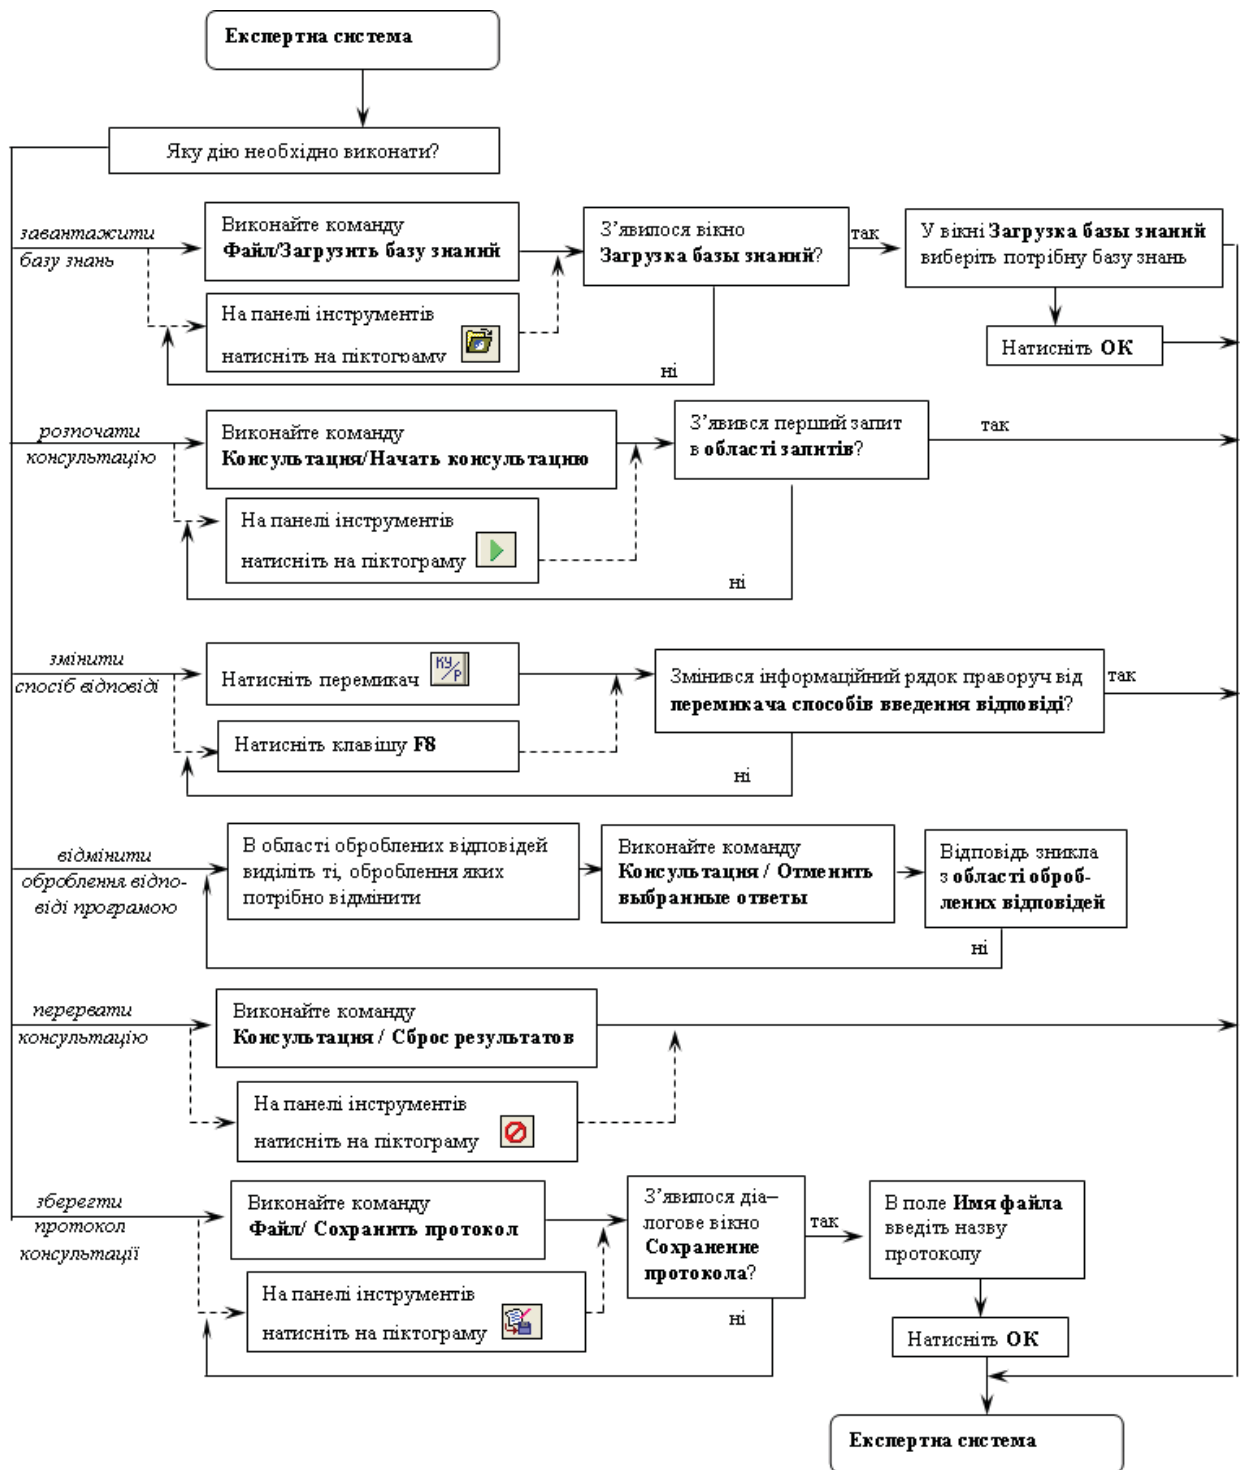 Експертна система
Яку дію необхідно виконати?
завантажити
базу знань
Виконайте команду
Файл/Загрузить базу знаний
На панелі інструментів
натисніть на піктограму
З’явилося вікно
Загрузка базы знаний?
так
ні
У вікні Загрузка базы знаний
виберіть потрібну базу знань
Натисніть ОК
розпочати
консультацію
Виконайте команду
Консультация/Начать консультацию
На панелі інструментів
натисніть на піктограму
З’явився перший запит
в області запитів?
так
ні
змінити
спосіб відповіді
Натисніть перемикач
КУ/Р
Натисніть клавішу F8
Змінився інформаційний рядок праворуч від
перемикача способів введення відповіді?
так
ні
відмінити
оброблення відпо-
віді програмою
В області оброблених відповідей
виділіть ті, оброблення яких
потрібно відмінити
Виконайте команду
Консультация / Отменить
выбранные ответы
Відповідь зникла
з області оброб-
лених відповідей
ні
перервати
консультацію
Виконайте команду
Консультация / Сброс результатов
На панелі інструментів
натисніть на піктограму
зберегти
протокол
консультації
Виконайте команду
Файл/ Сохранить протокол
На панелі інструментів
натисніть на піктограму
З’явилося діа–
логове вікно
Сохранение
протокола?
так
ні
В поле Имя файла
введіть назву
протоколу
Натисніть ОК
Експертна система